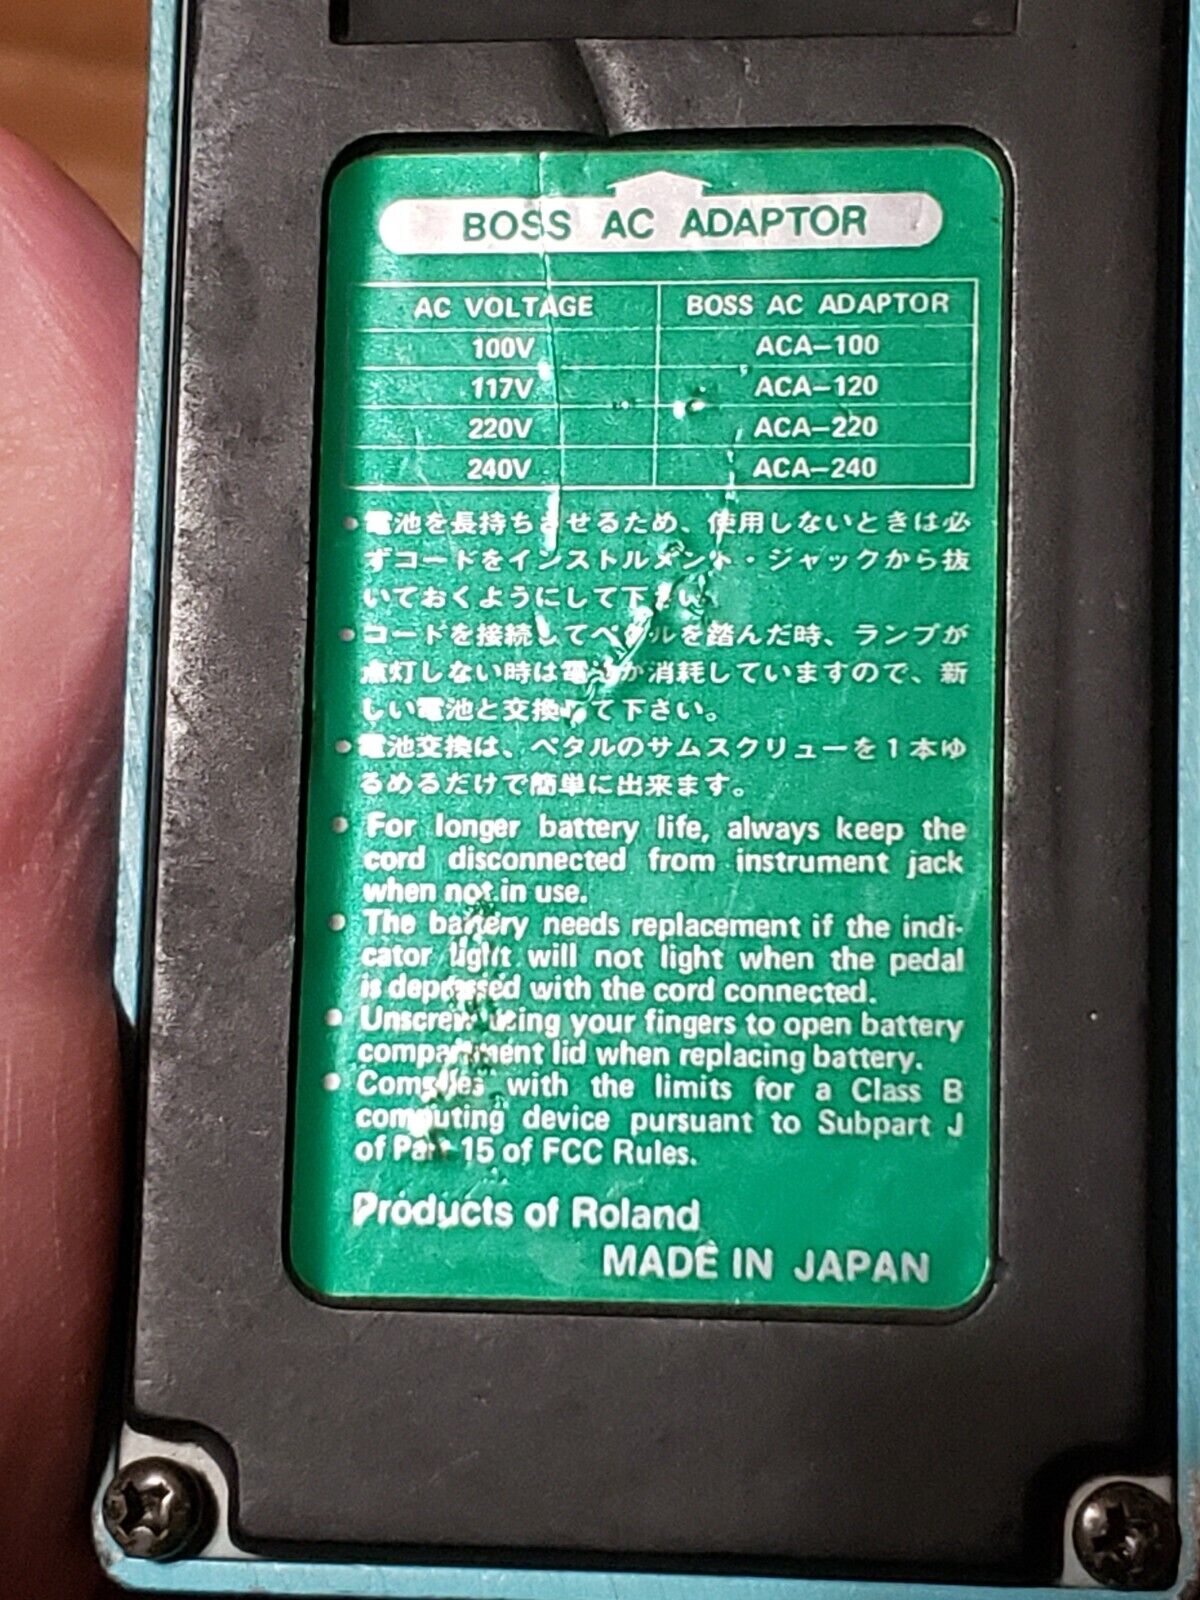 BOSS AC ADAPTOR
AC VOLTAGE BOSS AC ADAPTOR
100V ACA-100
117V ACA-120
220V ACA-220
240V ACA-240
• 電池を長持ちさせるため、使用しないときは必
ずコードをインストルメント・ジャックから抜
いておくようにして下さい。
• コードを接続してペダルを踏んだ時、ランプが
点灯しない時は電池が消耗していますので、新
しい電池と交換して下さい。
• 電池交換は、ペタルのサムスクリューを1本ゆ
るめるだけで簡単に出来ます。
• For longer battery life, always keep the
cord disconnected from instrument jack
when not in use.
• The battery needs replacement if the indi-
cator light will not light when the pedal
is depressed with the cord connected.
• Unscrew using your fingers to open battery
compartment lid when replacing battery.
• Complies with the limits for a Class B
computing device pursuant to Subpart J
of Part 15 of FCC Rules.
Products of Roland
MADE IN JAPAN